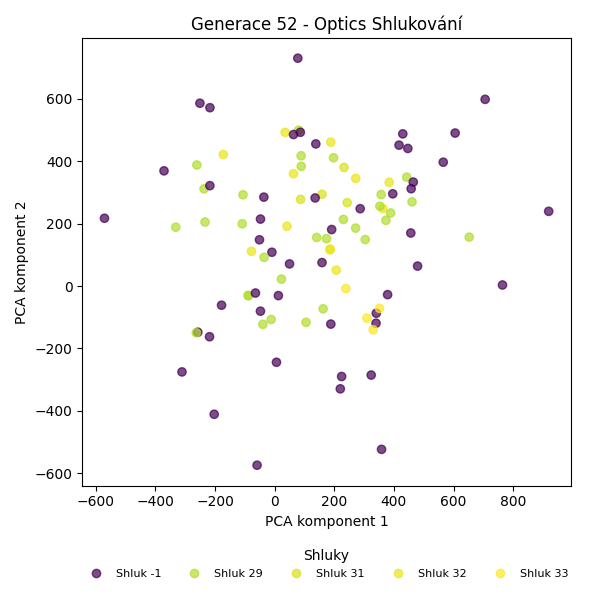 Generace 52 - Optics Shlukování
PCA komponent 2
600
400
200
0
−200
−400
−600
−600 −400 −200 0 200 400 600 800
PCA komponent 1
Shluky
Shluk -1 Shluk 29 Shluk 31 Shluk 32 Shluk 33